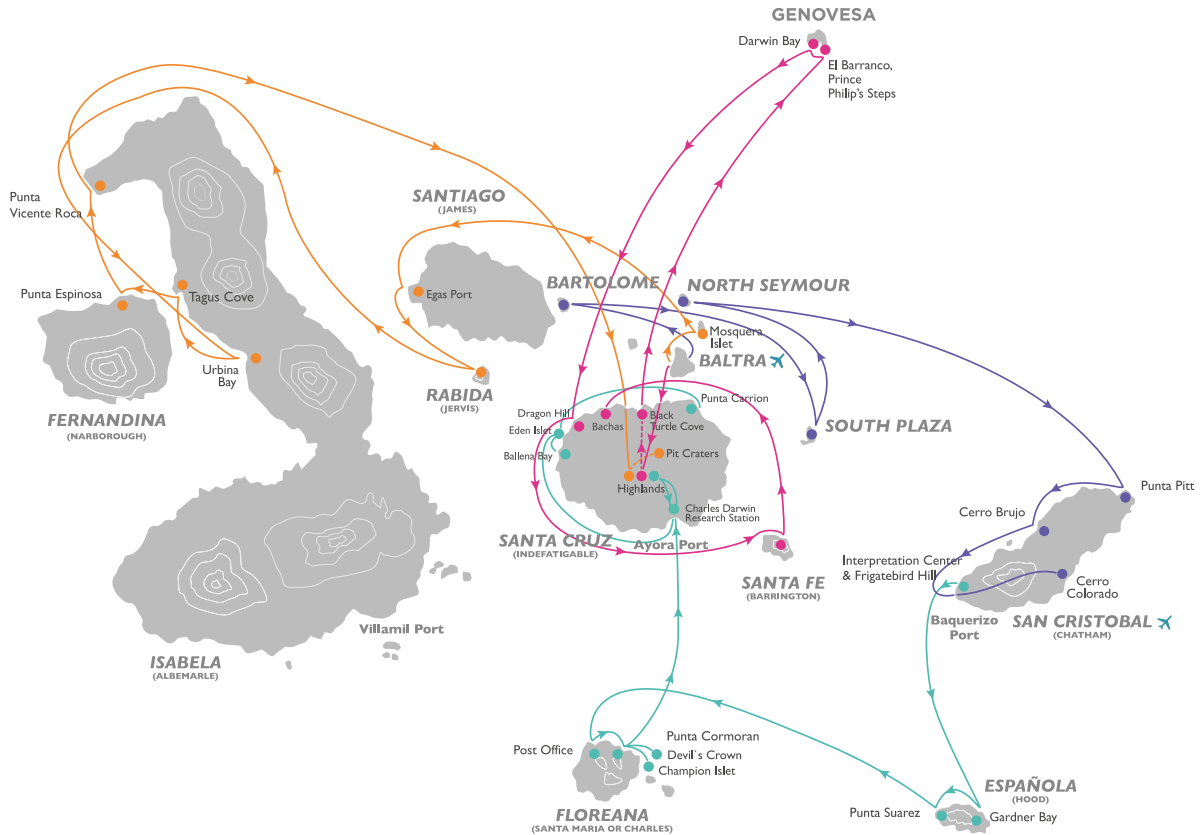 GENOVESA
Darwin Bay
El Barranco,
Prince
Philip's Steps
Punta
Vicente Roca
SANTIAGO
(JAMES)
BARTOLOME
NORTH SEYMOUR
Egas Port
Tagus Cove
Punta Espinosa
Mosquera
Islet
BALTRA
Urbina
Bay
RABIDA
(JERVIS)
FERNANDINA
(NARBOROUGH)
Punta Carrion
Dragon Hill
Bachas
Black
Turtle Cove
Eden Islet
SOUTH PLAZA
Ballena Bay
Pit Craters
Highlands
Punta Pitt
Charles Darwin
Research Station
Cerro Brujo
SANTA CRUZ
(INDEFATIGABLE)
Ayora Port
Interpretation Center
& Frigatebird Hill
SANTA FE
(BARRINGTON)
Cerro
Colorado
Baquerizo
Port
SAN CRISTOBAL
(CHATHAM)
Villamil Port
ISABELA
(ALBEMARLE)
Post Office
Punta Cormoran
Devil`s Crown
Champion Islet
FLOREANA
(SANTA MARIA OR CHARLES)
ESPAÑOLA
(HOOD)
Punta Suarez
Gardner Bay